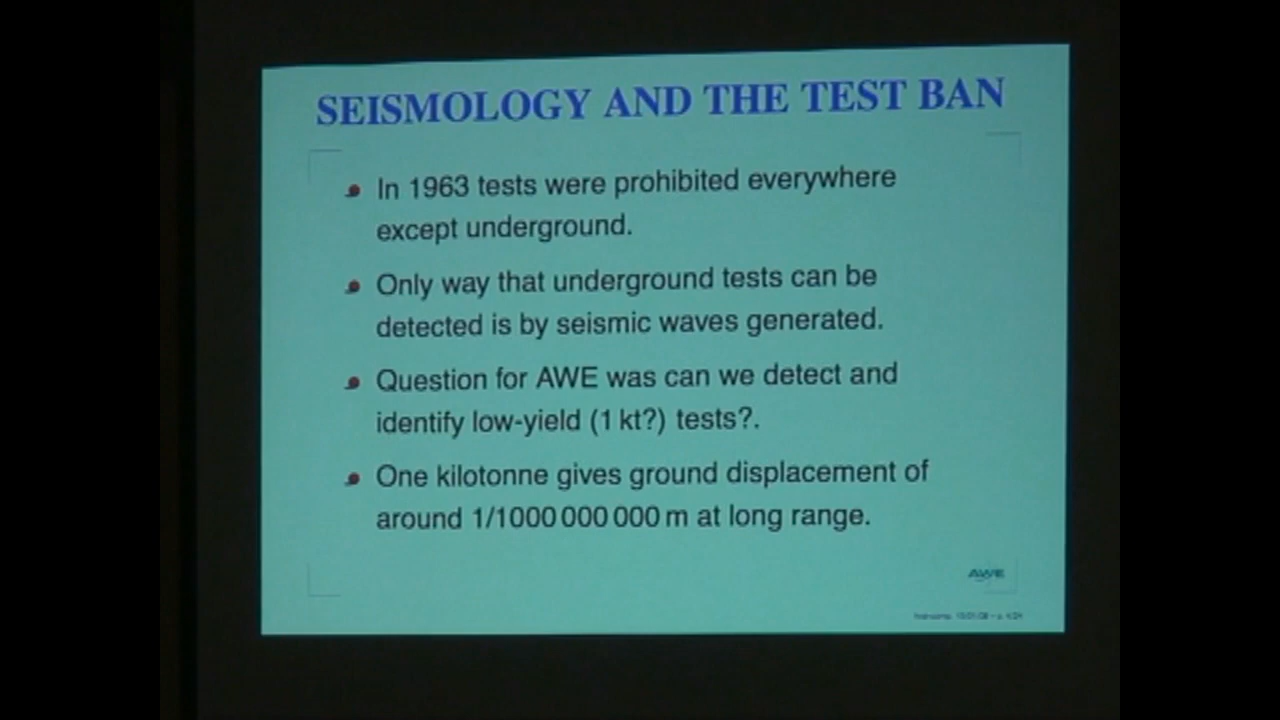 SEISMOLOGY AND THE TEST BAN
In 1963 tests were prohibited everywhere
except underground.
Only way that underground tests can be
detected is by seismic waves generated.
Question for AWE was can we detect and
identify low-yield (1 kt?) tests?.
One kilotonne gives ground displacement of
around 1/1000 000 000 m at long range.
AWE